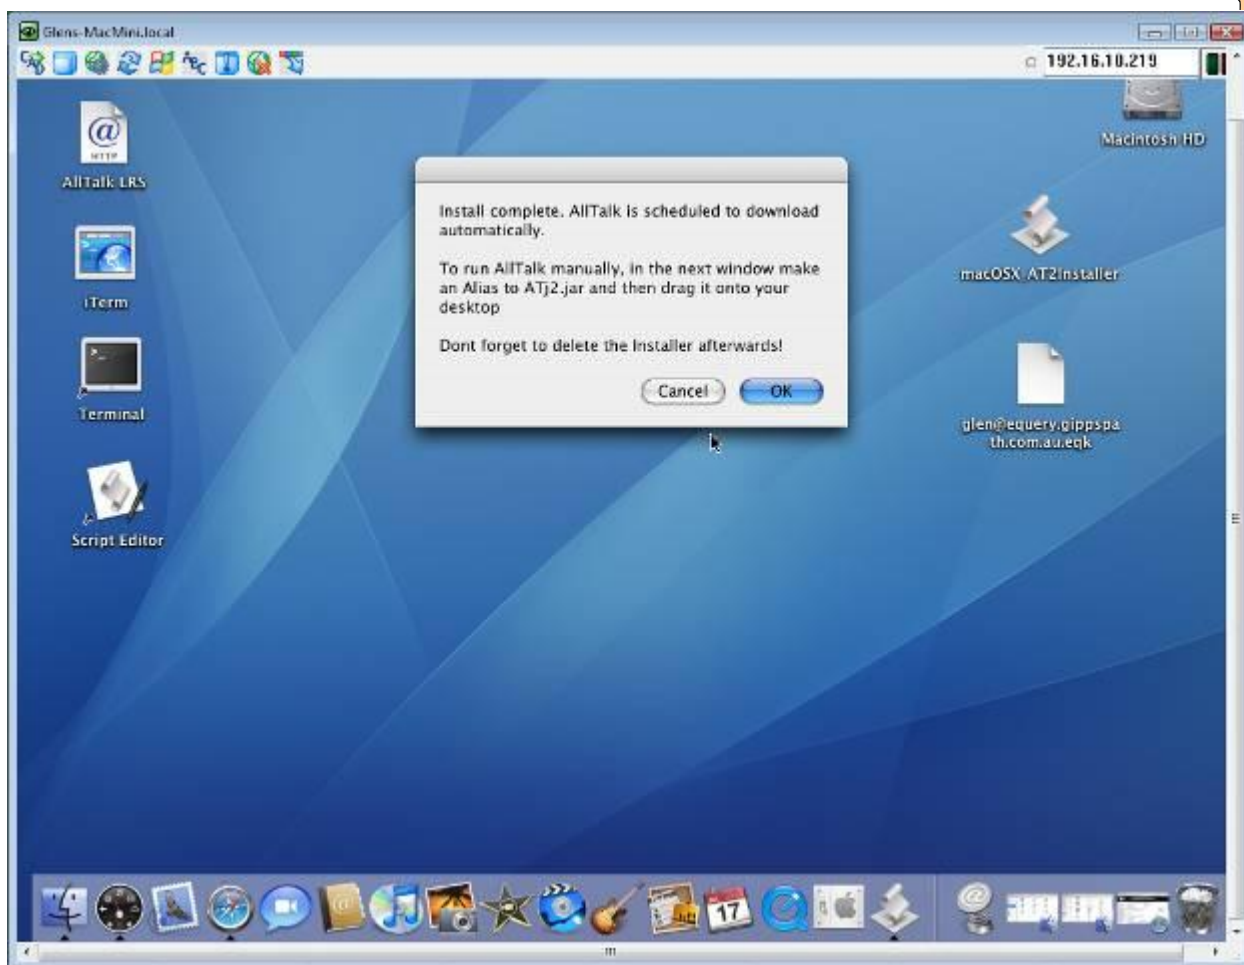 Glens-MacMini.local
192.16.10.219
HTTP
AllTalk LRS
iTerm
Terminal
Script Editor
Install complete. AllTalk is scheduled to download
automatically.
To run AllTalk manually, in the next window make
an Alias to ATj2.jar and then drag it onto your
desktop
Dont forget to delete the Installer afterwards!
Cancel
OK
Macintosh HD
macOSX_AT2Installer
glen@equery.gippspa
th.com.au.eqk
17